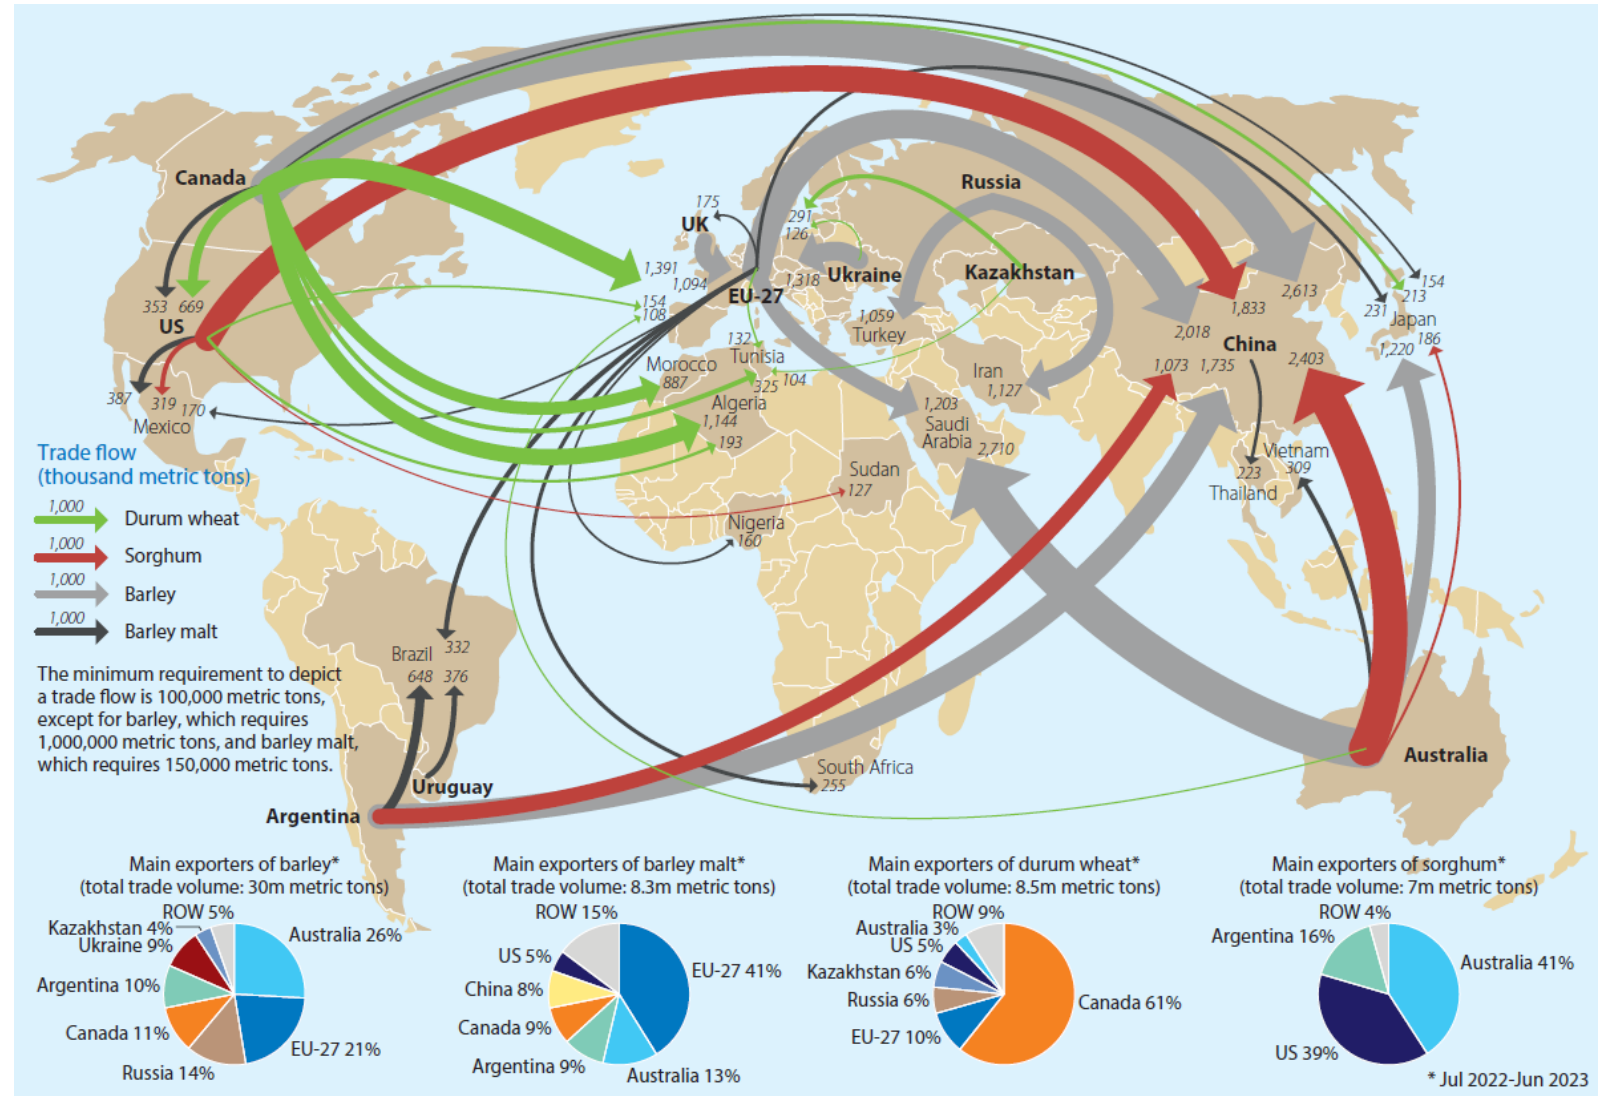 175
Canada
Russia
UK
291
126
1,391
1,094
Ukraine
Kazakhstan
1,318
EU-27
2,613
154
213
353
669
154
108
1,059
Turkey
1,833
231
Japan
US
2,018
China
186
132
Tunisia
1,220
Morocco
887
325
104
Iran
1,127
1,073
1,735
2,403
387
319
170
Mexico
Algeria
1,144
193
1,203
Saudi
Arabia
2,710
Vietnam
309
223
Thailand
Sudan
127
Nigeria
160
Trade flow
(thousand metric tons)
1,000
Durum wheat
1,000
Sorghum
1,000
Barley
1,000
Barley malt
Brazil
332
648
376
The minimum requirement to depict
a trade flow is 100,000 metric tons,
except for barley, which requires
1,000,000 metric tons, and barley malt,
which requires 150,000 metric tons.
South Africa
255
Australia
Uruguay
Argentina
Main exporters of barley*
(total trade volume: 30m metric tons)
ROW 5%
Kazakhstan 4%
Ukraine 9%
Australia 26%
Argentina 10%
Canada 11%
EU-27 21%
Russia 14%
Main exporters of barley malt*
(total trade volume: 8.3m metric tons)
ROW 15%
US 5%
EU-27 41%
China 8%
Canada 9%
Argentina 9%
Australia 13%
Main exporters of durum wheat*
(total trade volume: 8.5m metric tons)
ROW 9%
Australia 3%
US 5%
Kazakhstan 6%
Russia 6%
Canada 61%
EU-27 10%
Main exporters of sorghum*
(total trade volume: 7m metric tons)
ROW 4%
Argentina 16%
Australia 41%
US 39%
* Jul 2022-Jun 2023